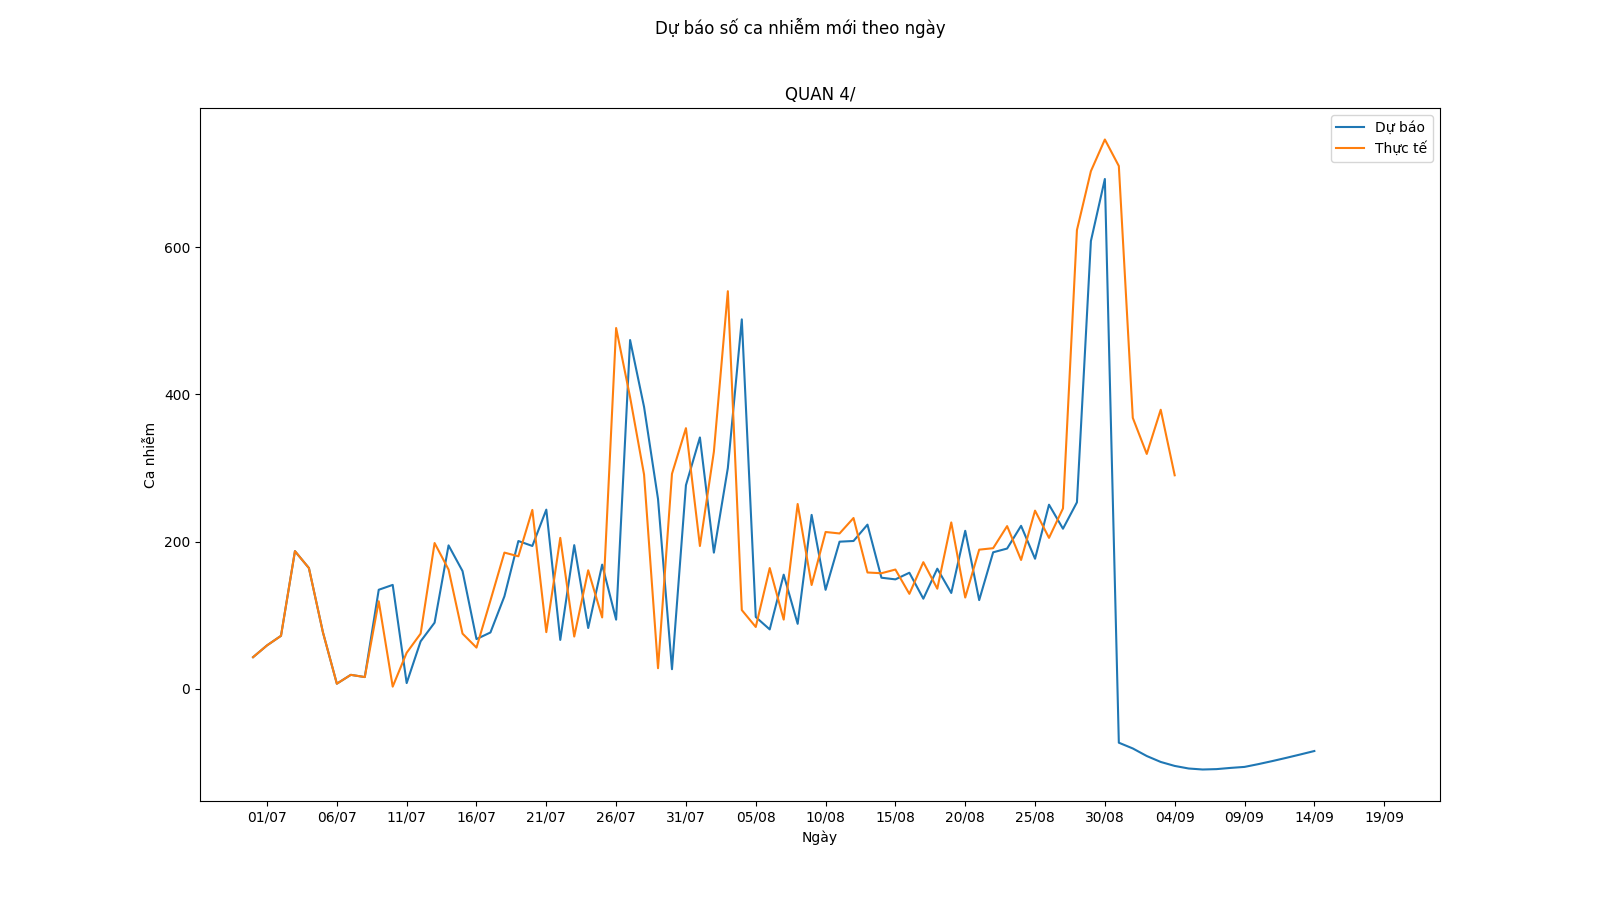 Dự báo số ca nhiễm mới theo ngày
QUAN 4/
Dự báo
Thực tế
600
400
200
0
Ca nhiễm
01/07 06/07 11/07 16/07 21/07 26/07 31/07 05/08 10/08 15/08 20/08 25/08 30/08 04/09 09/09 14/09 19/09
Ngày